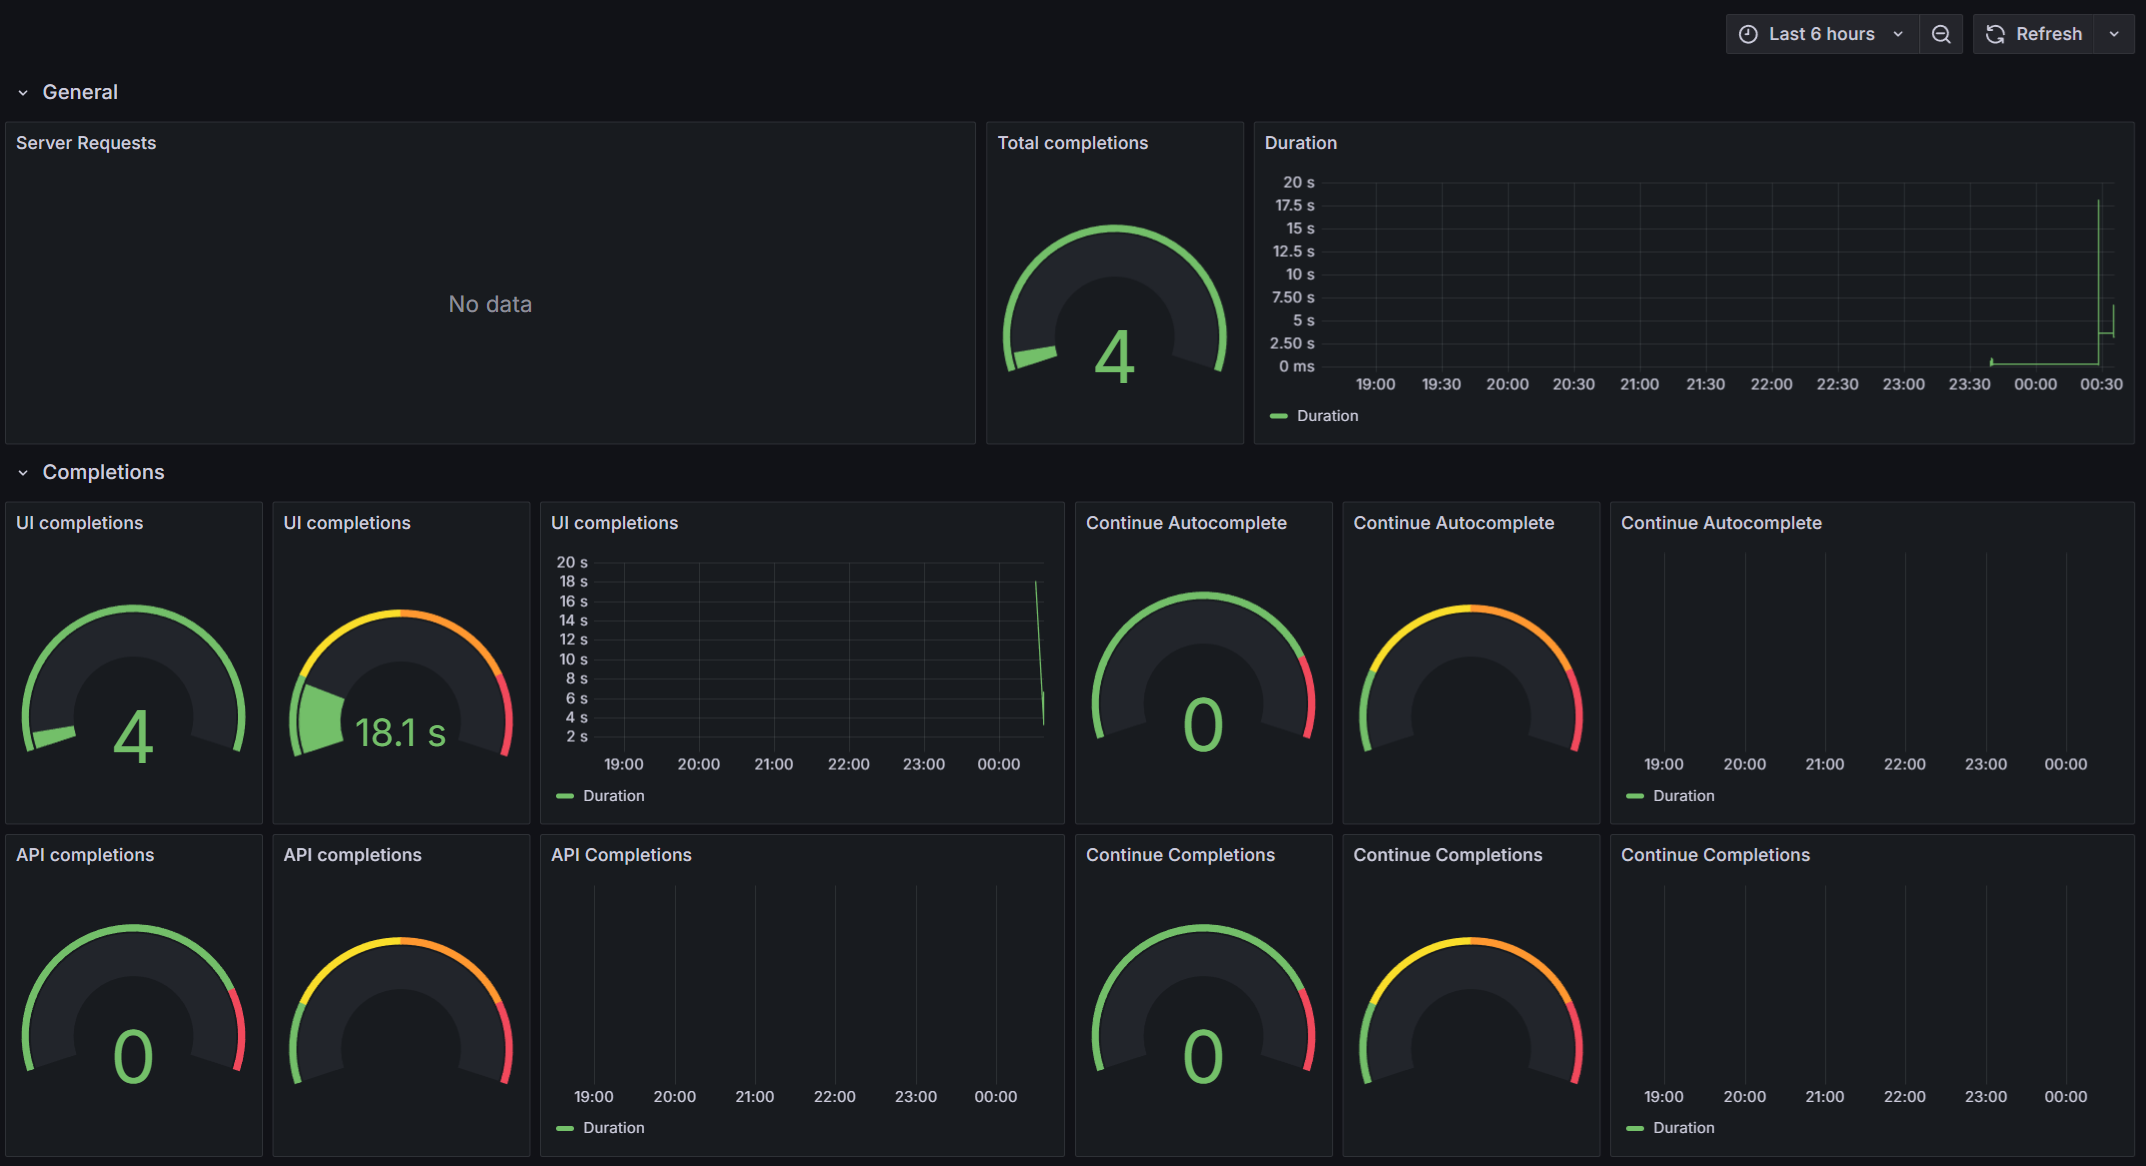 Last 6 hours
Refresh
General
Server Requests
No data
Total completions
4
Duration
20 s
17.5 s
15 s
12.5 s
10 s
7.50 s
5 s
2.50 s
0 ms
19:00 19:30 20:00 20:30 21:00 21:30 22:00 22:30 23:00 23:30 00:00 00:30
Duration
Completions
UI completions
4
UI completions
18.1 s
UI completions
20 s
18 s
16 s
14 s
12 s
10 s
8 s
6 s
4 s
2 s
19:00 20:00 21:00 22:00 23:00 00:00
Duration
Continue Autocomplete
0
Continue Autocomplete
Continue Autocomplete
19:00 20:00 21:00 22:00 23:00 00:00
Duration
API completions
0
API completions
API Completions
19:00 20:00 21:00 22:00 23:00 00:00
Duration
Continue Completions
0
Continue Completions
Continue Completions
19:00 20:00 21:00 22:00 23:00 00:00
Duration